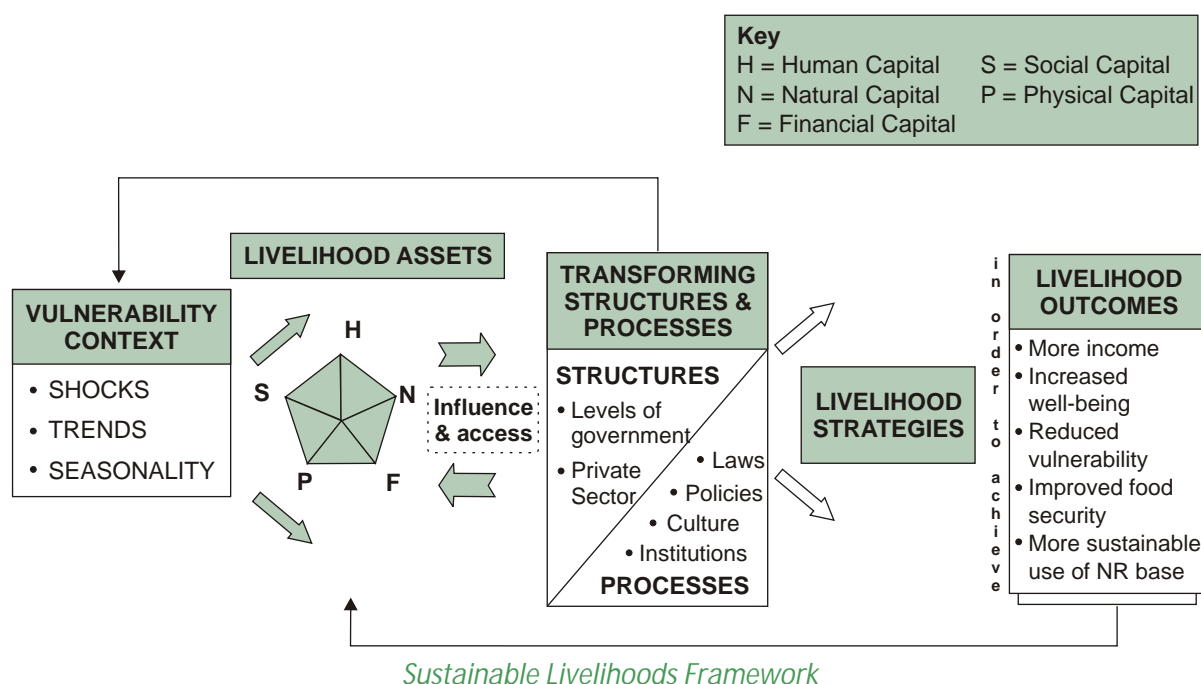 Key
H = Human Capital S = Social Capital
N = Natural Capital P = Physical Capital
F = Financial Capital
LIVELIHOOD ASSETS
VULNERABILITY
CONTEXT
• SHOCKS
• TRENDS
• SEASONALITY
H
S
N
P
F
Influence
& access
TRANSFORMING
STRUCTURES &
PROCESSES
STRUCTURES
• Levels of
government
• Private
Sector
• Laws
• Policies
• Culture
• Institutions
PROCESSES
LIVELIHOOD
STRATEGIES
in order to achieve
LIVELIHOOD
OUTCOMES
• More income
• Increased
well-being
• Reduced
vulnerability
• Improved food
security
• More sustainable
use of NR base
Sustainable Livelihoods Framework